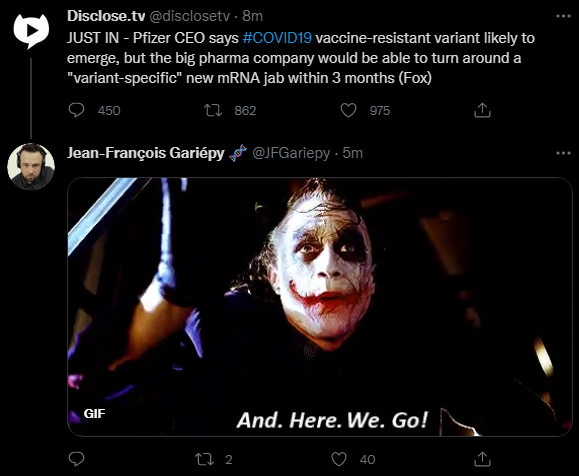 Disclose.tv @disclosetv · 8m
JUST IN - Pfizer CEO says #COVID19 vaccine-resistant variant likely to
emerge, but the big pharma company would be able to turn around a
"variant-specific" new mRNA jab within 3 months (Fox)
450 862 975
Jean-François Gariépy 🧬 @JFGariepy · 5m
GIF
And. Here. We. Go!
2 40